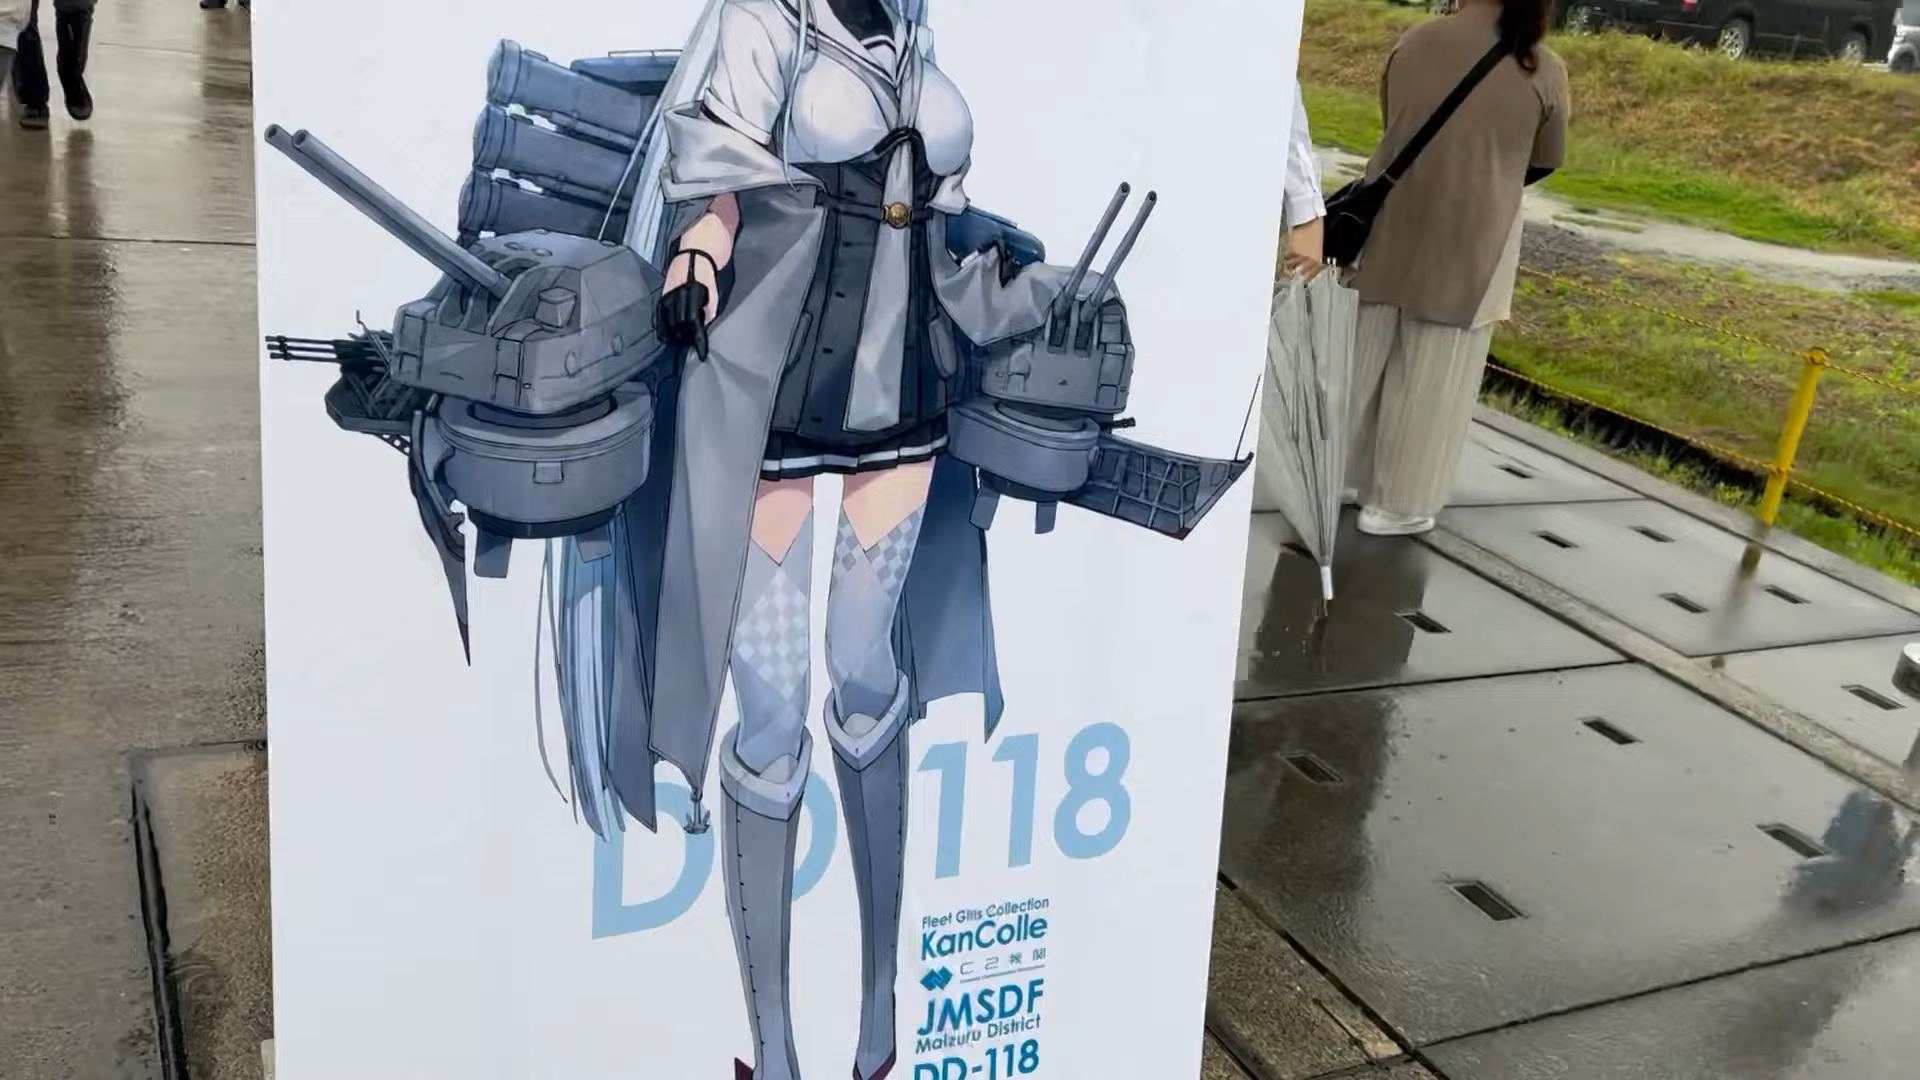 DD 118
Fleet Girls Collection
KanColle
C2機関
JMSDF
Maizuru District
DD-118